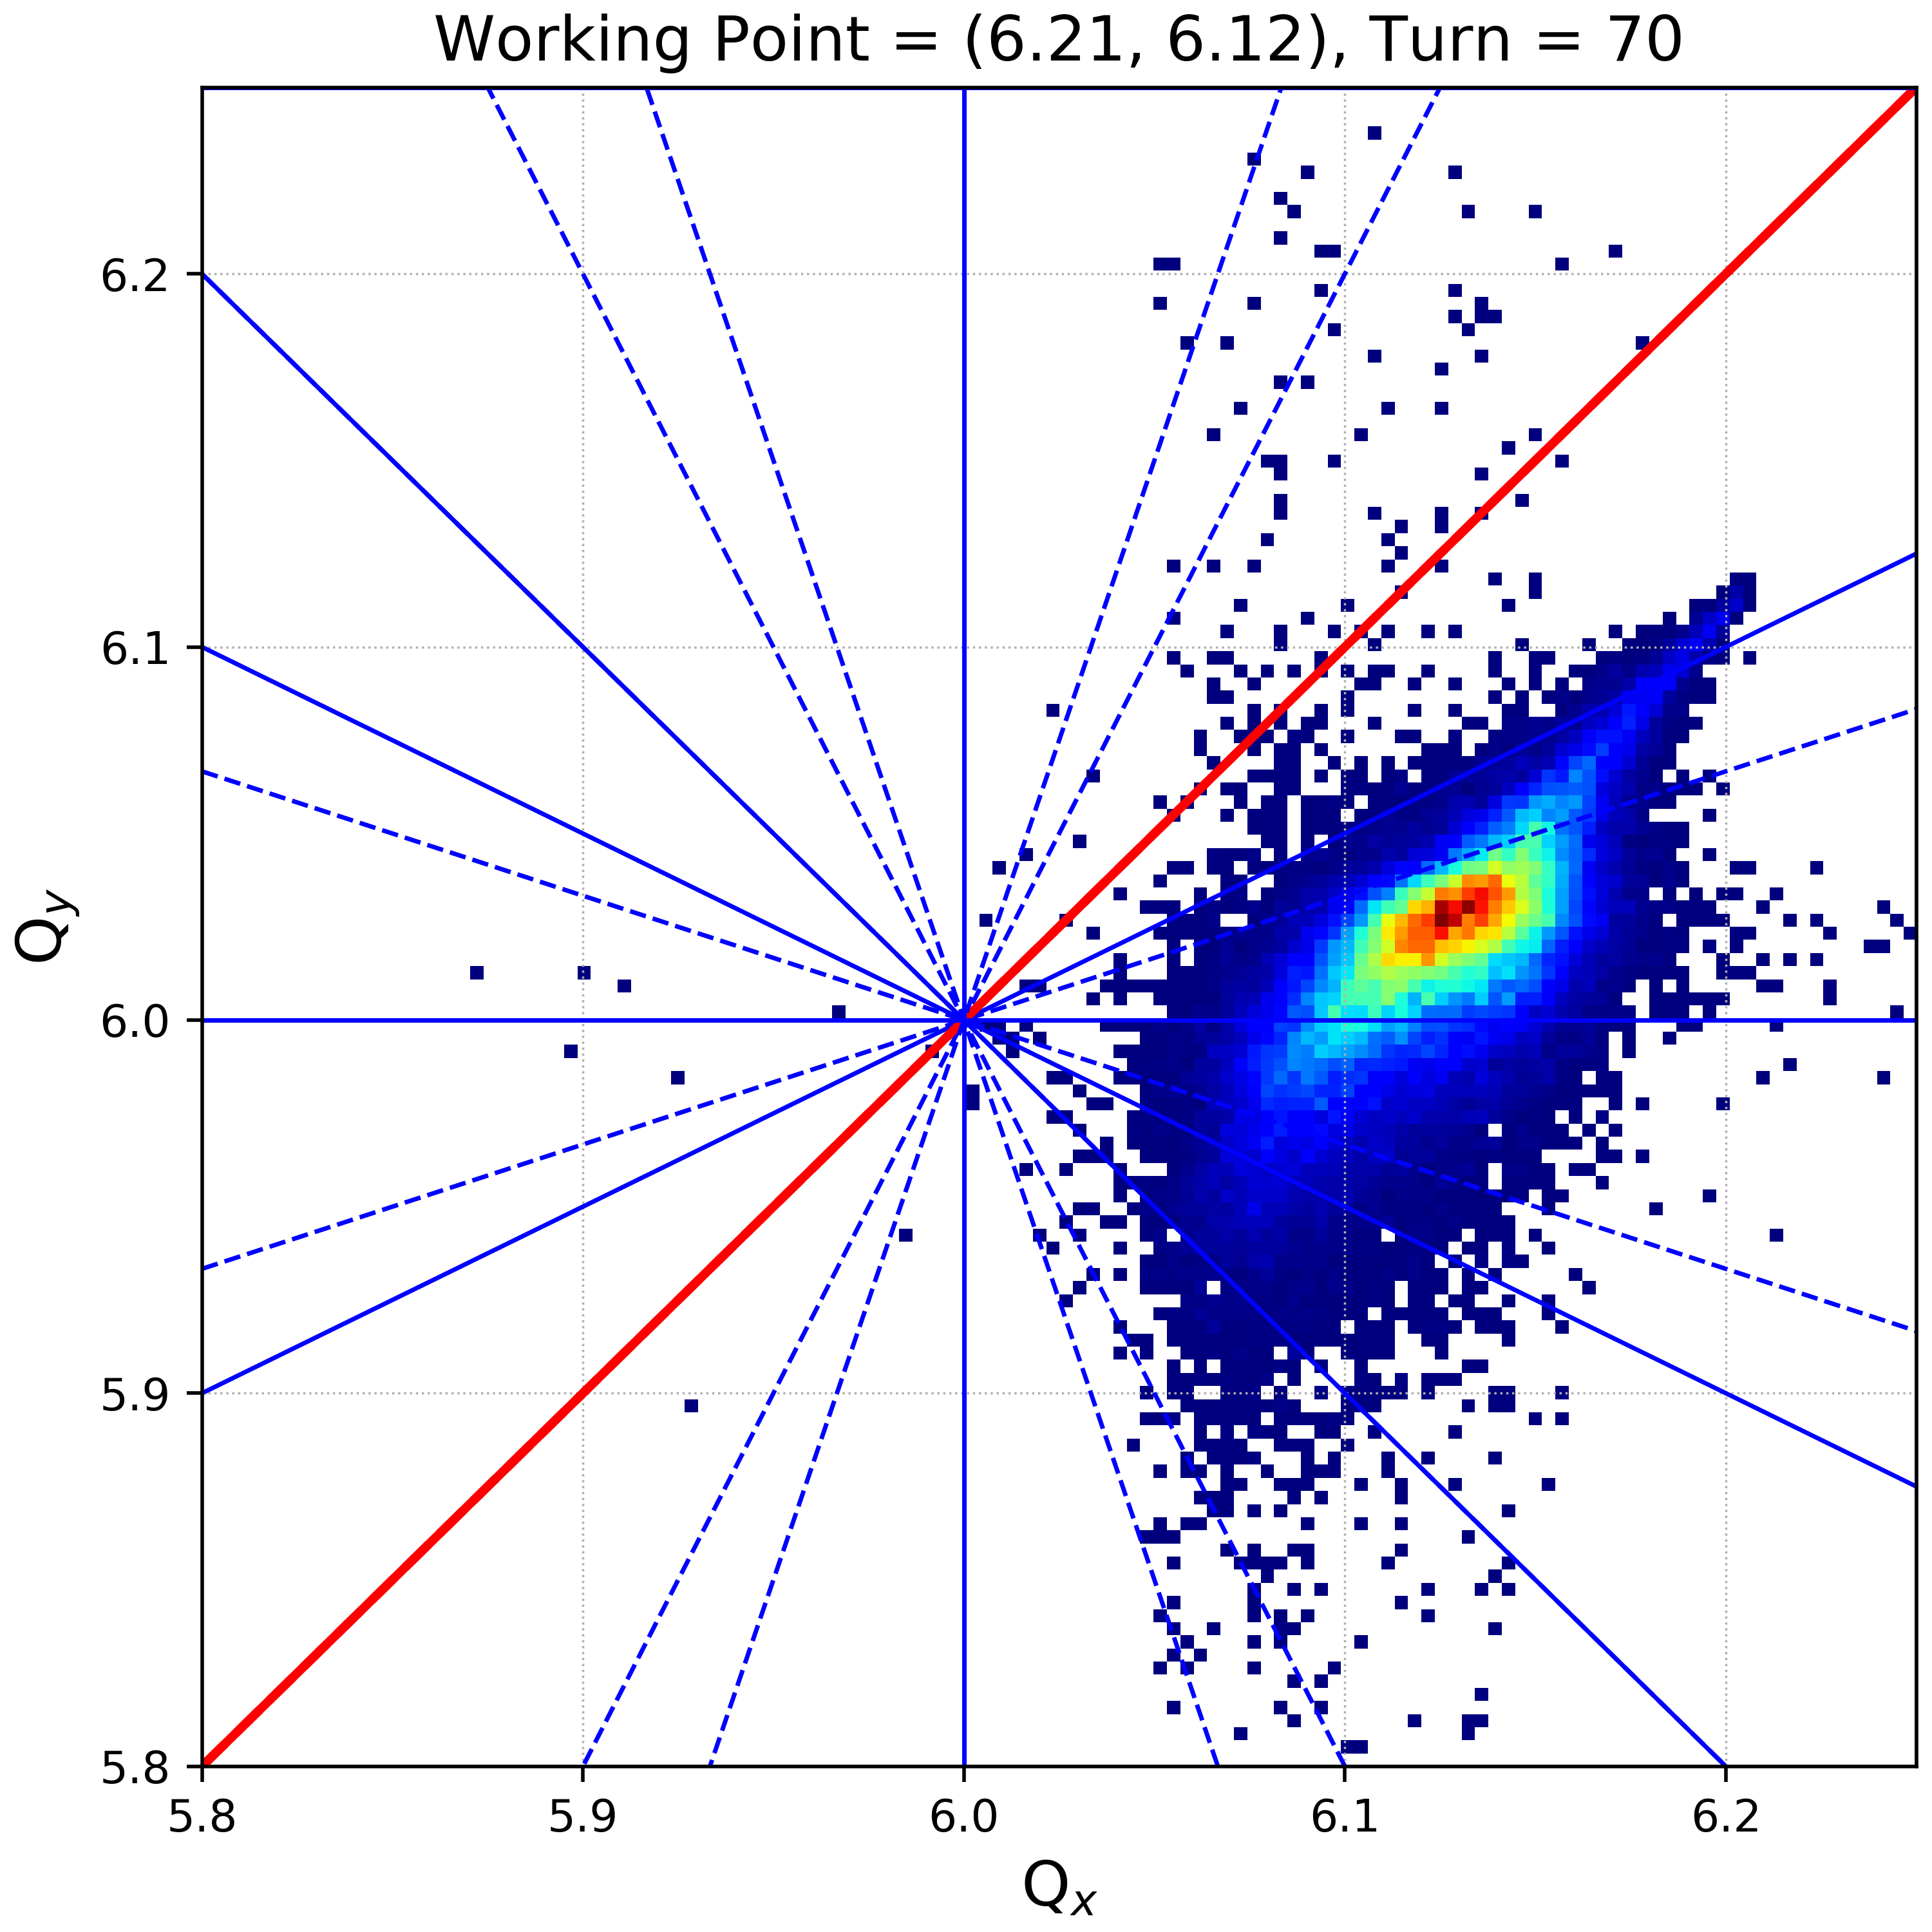 Working Point = (6.21, 6.12), Turn = 70
6.2
6.1
6.0
5.9
5.8
Qy
5.8 5.9 6.0 6.1 6.2
Qx